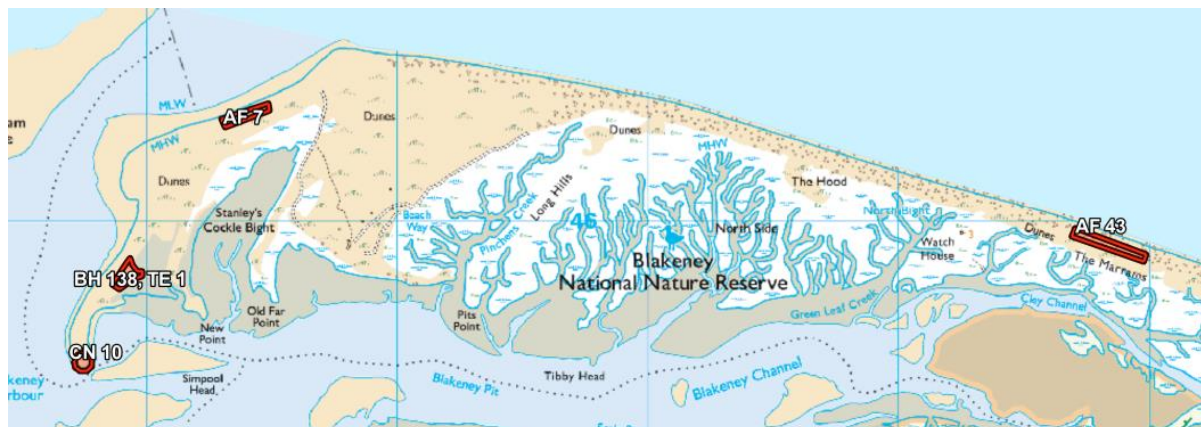 am
MLW
AF 7
MHW
Dunes
Dunes
Dunes
MHW
The Hood
Stanley's
Cockle Bight
Beach
Way
Pinchens Creek
Long Hills
46
North Side
North Bight
Watch
House
3
Dunes
AF 43
The Marrams
Blakeney
National Nature Reserve
BH 138, TE 1
New
Point
Old Far
Point
Pits
Point
Green Leaf Creek
Cley Channel
CN 10
akeney
rbour
Simpool
Head
Blakeney Pit
Tibby Head
Blakeney Channel